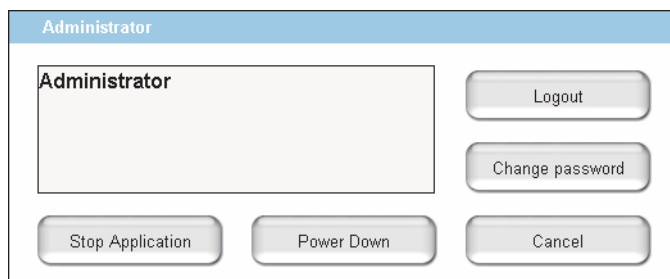 Administrator
Administrator
Logout
Change password
Stop Application
Power Down
Cancel